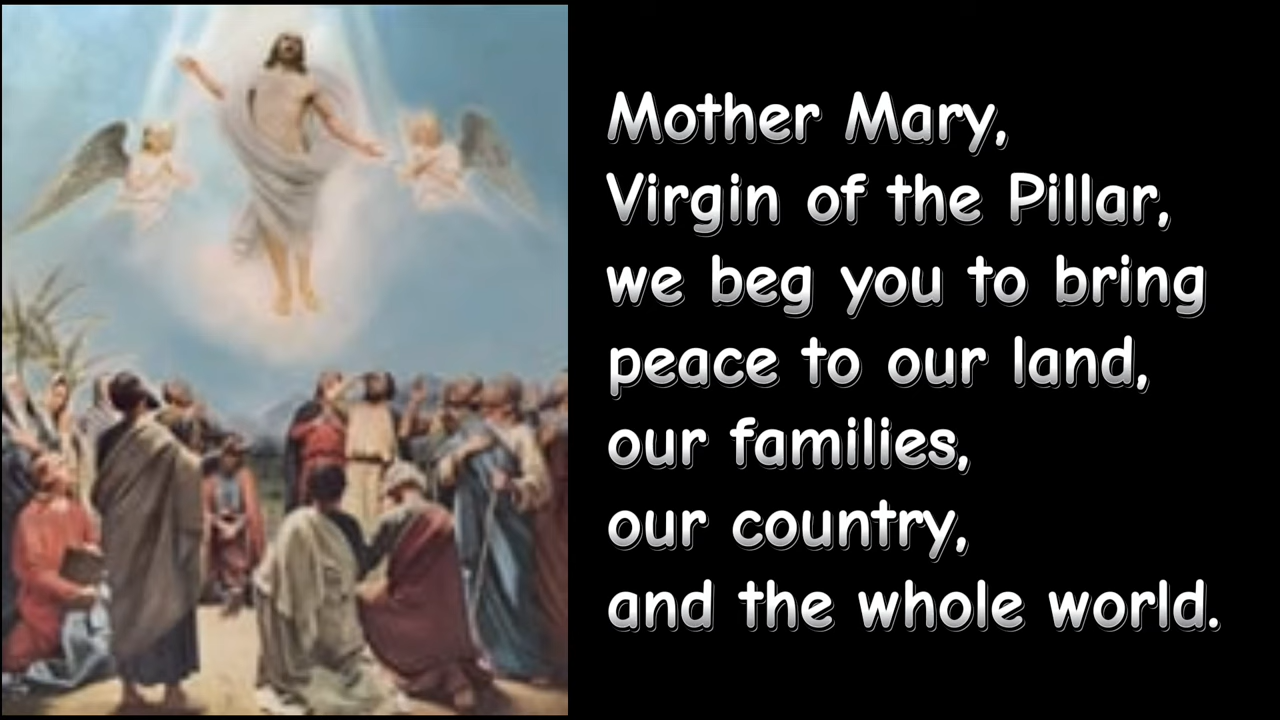 Mother Mary,
Virgin of the Pillar,
we beg you to bring
peace to our land,
our families,
our country,
and the whole world.